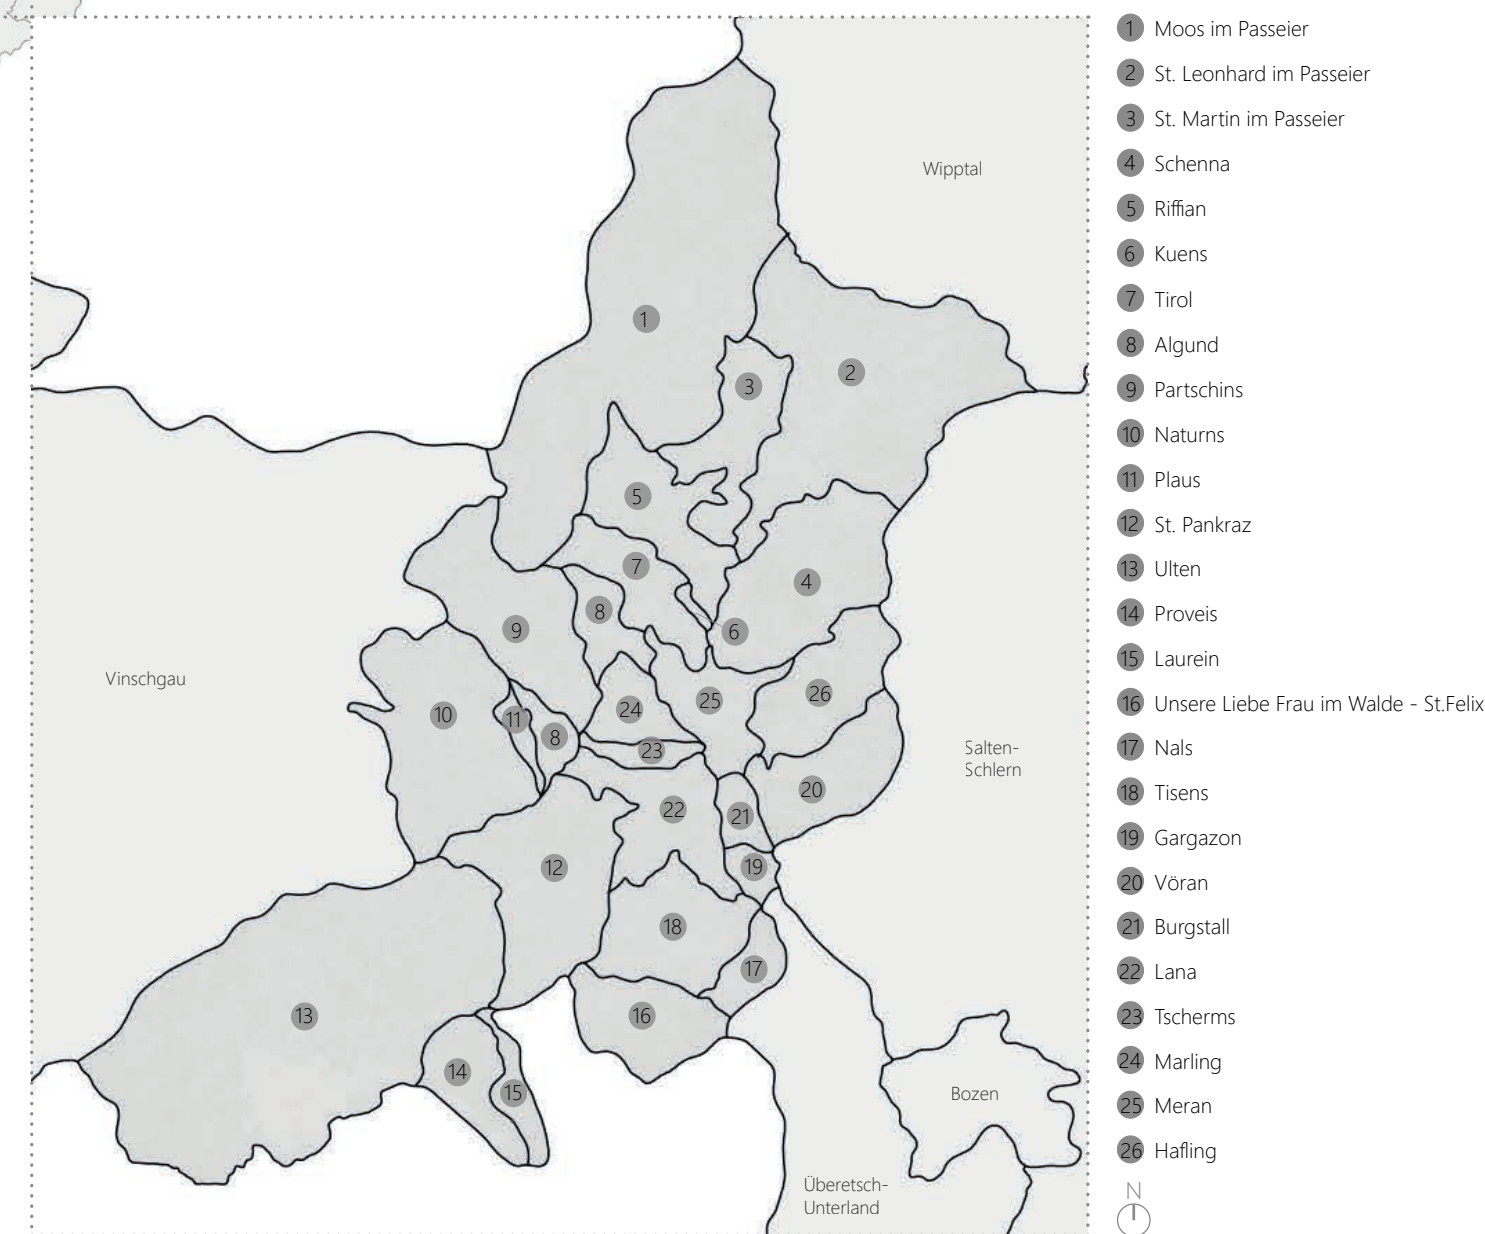 Wipptal
1
2
3
5
7
4
8
9
6
Vinschgau
26
25
10
24
11
8
23
Salten-
Schlern
20
22
21
12
19
18
17
13
16
14
15
Bozen
Überetsch-
Unterland
1 Moos im Passeier
2 St. Leonhard im Passeier
3 St. Martin im Passeier
4 Schenna
5 Riffian
6 Kuens
7 Tirol
8 Algund
9 Partschins
10 Naturns
11 Plaus
12 St. Pankraz
13 Ulten
14 Proveis
15 Laurein
16 Unsere Liebe Frau im Walde - St.Felix
17 Nals
18 Tisens
19 Gargazon
20 Vöran
21 Burgstall
22 Lana
23 Tscherms
24 Marling
25 Meran
26 Hafling
N